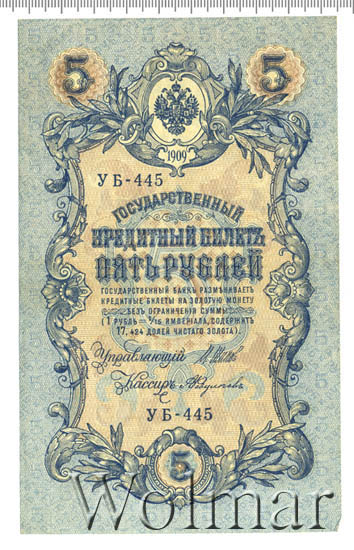 5 5
1909
УБ-445
ГОСУДАРСТВЕННЫЙ
КРЕДИТНЫЙ БИЛЕТЪ
ПЯТЬ РУБЛЕЙ
ГОСУДАРСТВЕННЫЙ БАНКЪ РАЗМѢНИВАЕТЪ
КРЕДИТНЫЕ БИЛЕТЫ НА ЗОЛОТУЮ МОНЕТУ
БЕЗЪ ОГРАНИЧЕНІЯ СУММЫ
(1 РУБЛЬ = 1/15 ИМПЕРІАЛА, СОДЕРЖИТЪ
17,424 ДОЛЕЙ ЧИСТАГО ЗОЛОТА).
Управляющій
Кассиръ
УБ-445
5
Wolmar